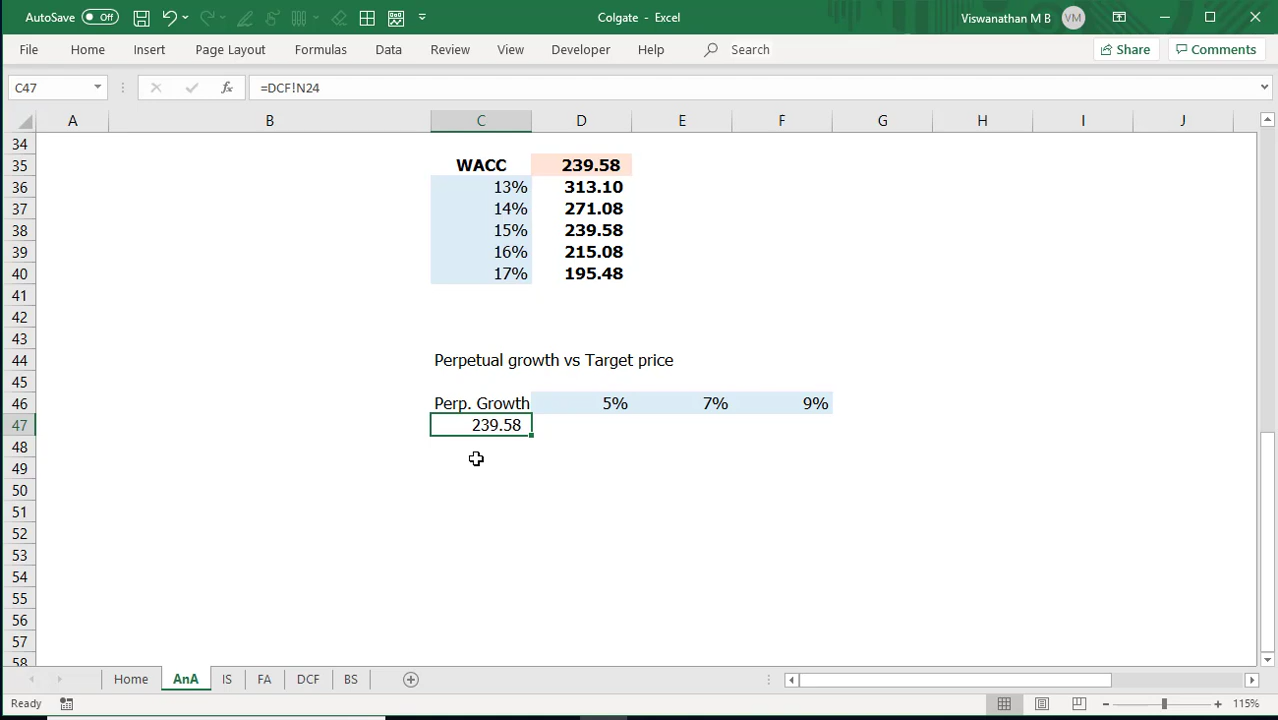 AutoSave Off Colgate - Excel Viswanathan M B VM
File Home Insert Page Layout Formulas Data Review View Developer Help Search Share Comments
C47 fx =DCF!N24
A B C D E F G H I J
34
35 WACC 239.58
36 13% 313.10
37 14% 271.08
38 15% 239.58
39 16% 215.08
40 17% 195.48
41
42
43
44 Perpetual growth vs Target price
45
46 Perp. Growth 5% 7% 9%
47 239.58
48
49
50
51
52
53
54
55
56
57
58
Home AnA IS FA DCF BS
Ready 115%